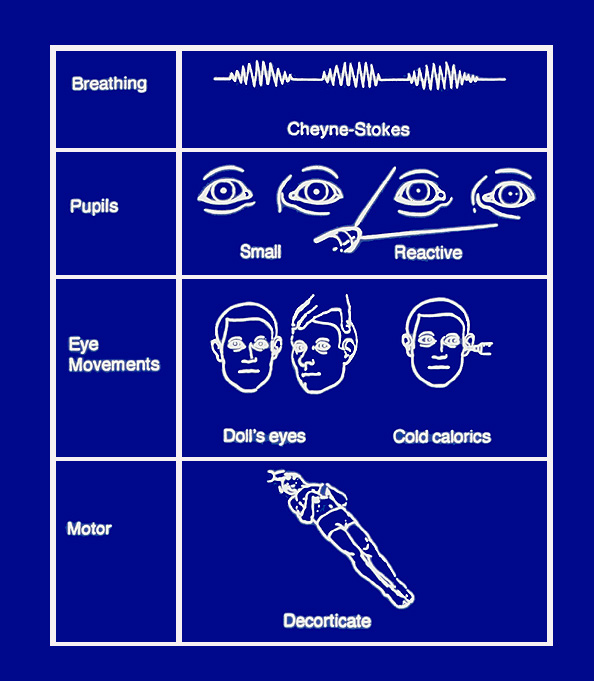 Breathing
Cheyne-Stokes
Pupils
Small
Reactive
Eye
Movements
Doll's eyes
Cold calorics
Motor
Decorticate